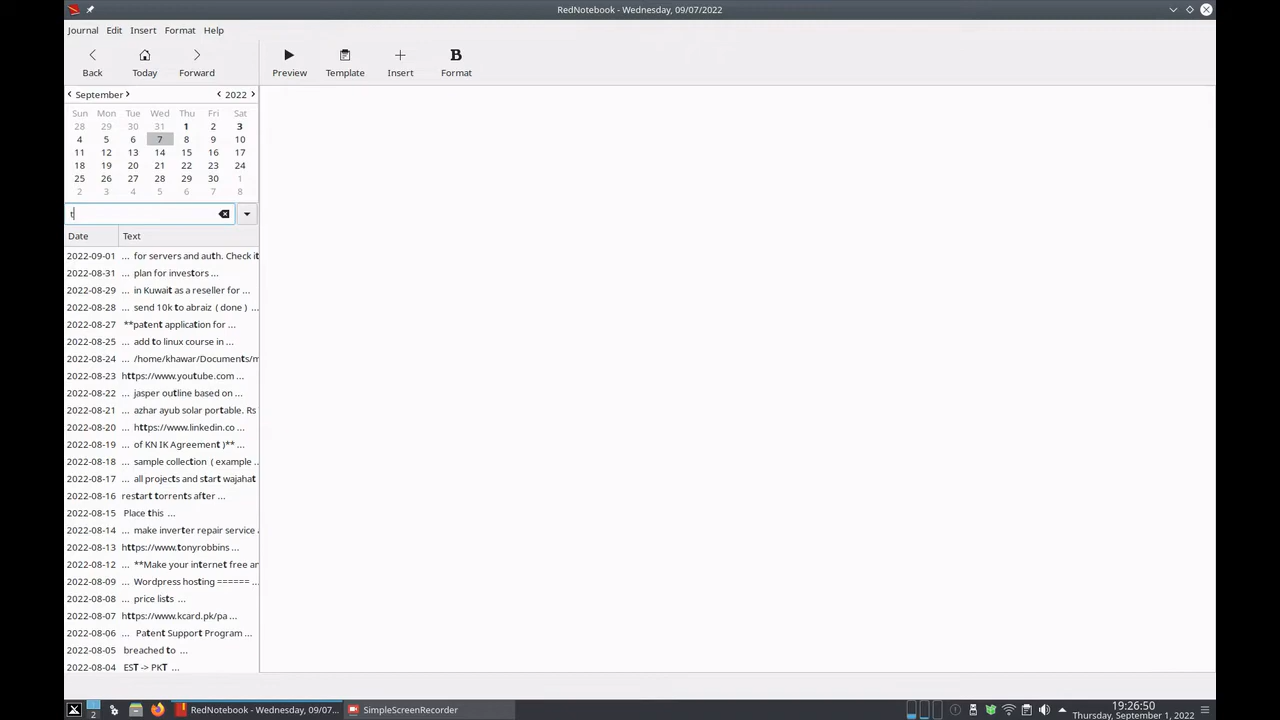 RedNotebook - Wednesday, 09/07/2022
Journal Edit Insert Format Help
Back Today Forward Preview Template Insert Format
September 2022
Sun Mon Tue Wed Thu Fri Sat
28 29 30 31 1 2 3
4 5 6 7 8 9 10
11 12 13 14 15 16 17
18 19 20 21 22 23 24
25 26 27 28 29 30 1
2 3 4 5 6 7 8
t
Date Text
2022-09-01 ... for servers and auth. Check it
2022-08-31 ... plan for investors ...
2022-08-29 ... in Kuwait as a reseller for ...
2022-08-28 ... send 10k to abraiz ( done ) ...
2022-08-27 **patent application for ...
2022-08-25 ... add to linux course in ...
2022-08-24 ... /home/khawar/Documents/m
2022-08-23 https://www.youtube.com ...
2022-08-22 ... jasper outline based on ...
2022-08-21 ... azhar ayub solar portable. Rs
2022-08-20 ... https://www.linkedin.co ...
2022-08-19 ... of KN IK Agreement )** ...
2022-08-18 ... sample collection ( example ..
2022-08-17 ... all projects and start wajahat
2022-08-16 restart torrents after ...
2022-08-15 Place this ...
2022-08-14 ... make inverter repair service
2022-08-13 https://www.tonyrobbins ...
2022-08-12 ... **Make your internet free an
2022-08-09 ... Wordpress hosting ====== ...
2022-08-08 ... price lists ...
2022-08-07 https://www.kcard.pk/pa ...
2022-08-06 ... Patent Support Program ...
2022-08-05 breached to ...
2022-08-04 EST -> PKT ...
2 RedNotebook - Wednesday, 09/07... SimpleScreenRecorder 19:26:50
Thursday, September 1, 2022